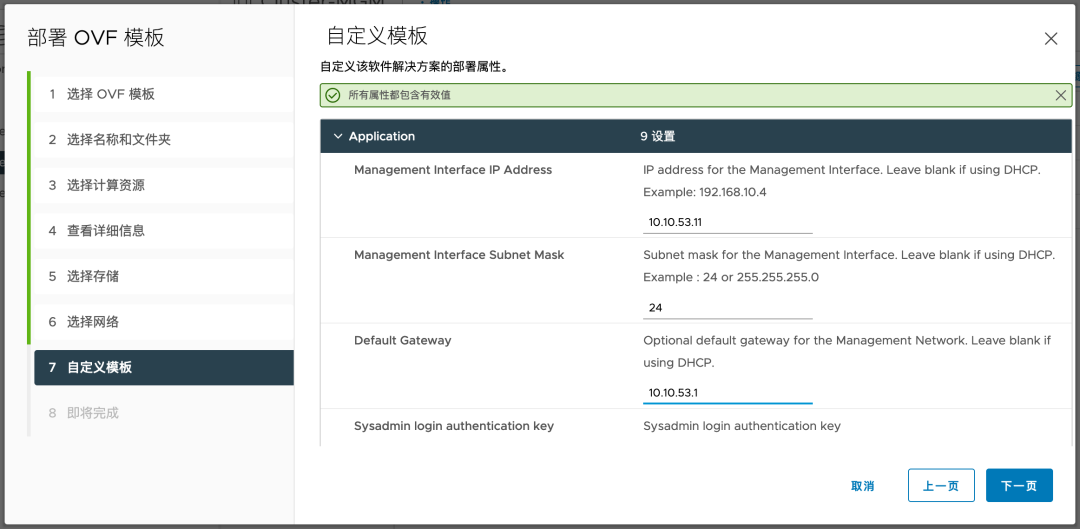 部署 OVF 模板
1 选择 OVF 模板
2 选择名称和文件夹
3 选择计算资源
4 查看详细信息
5 选择存储
6 选择网络
7 自定义模板
8 即将完成
自定义模板
自定义该软件解决方案的部署属性。
所有属性都包含有效值
Application 9 设置
Management Interface IP Address
IP address for the Management Interface. Leave blank if using DHCP.
Example: 192.168.10.4
10.10.53.11
Management Interface Subnet Mask
Subnet mask for the Management Interface. Leave blank if using DHCP.
Example : 24 or 255.255.255.0
24
Default Gateway
Optional default gateway for the Management Network. Leave blank if
using DHCP.
10.10.53.1
Sysadmin login authentication key
Sysadmin login authentication key
取消
上一页
下一页